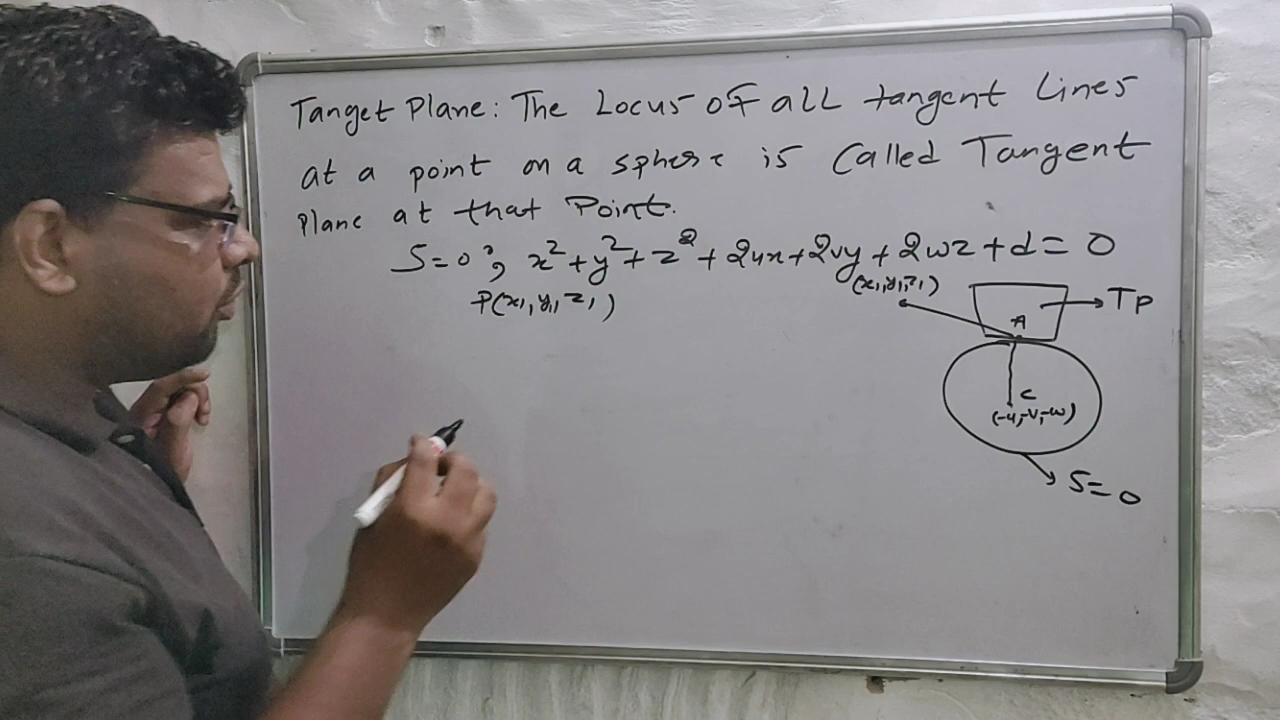 Tanget Plane: The Locus of all tangent Lines
at a point on a sphere is Called Tangent
Plane at that Point.
S=0; x²+y²+z²+2ux+2vy+2wz+d=0
P(x₁,y₁,z₁)
(x₁,y₁,z₁)
TP
A
C
(-u,-v,-w)
S=0